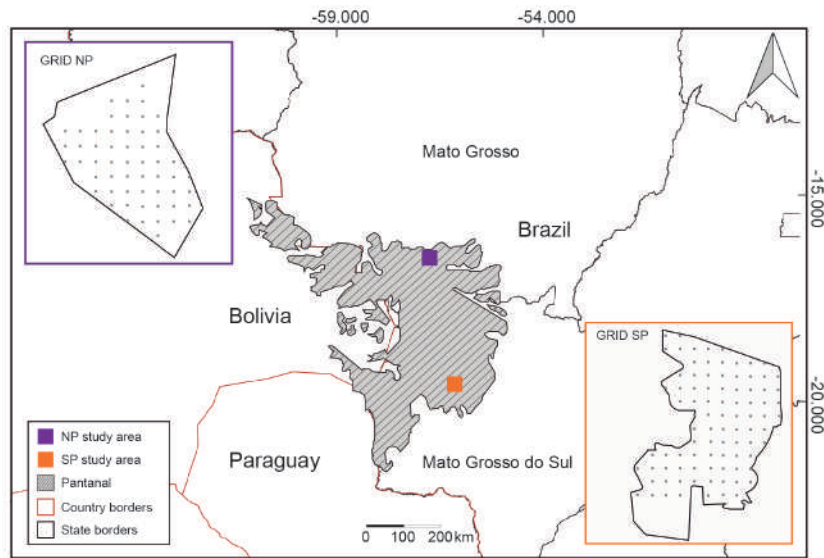 -59.000
-54.000
GRID NP
Mato Grosso
-15.000
Brazil
Bolivia
GRID SP
-20.000
NP study area
SP study area
Pantanal
Country borders
State borders
Paraguay
Mato Grosso do Sul
0 100 200 km